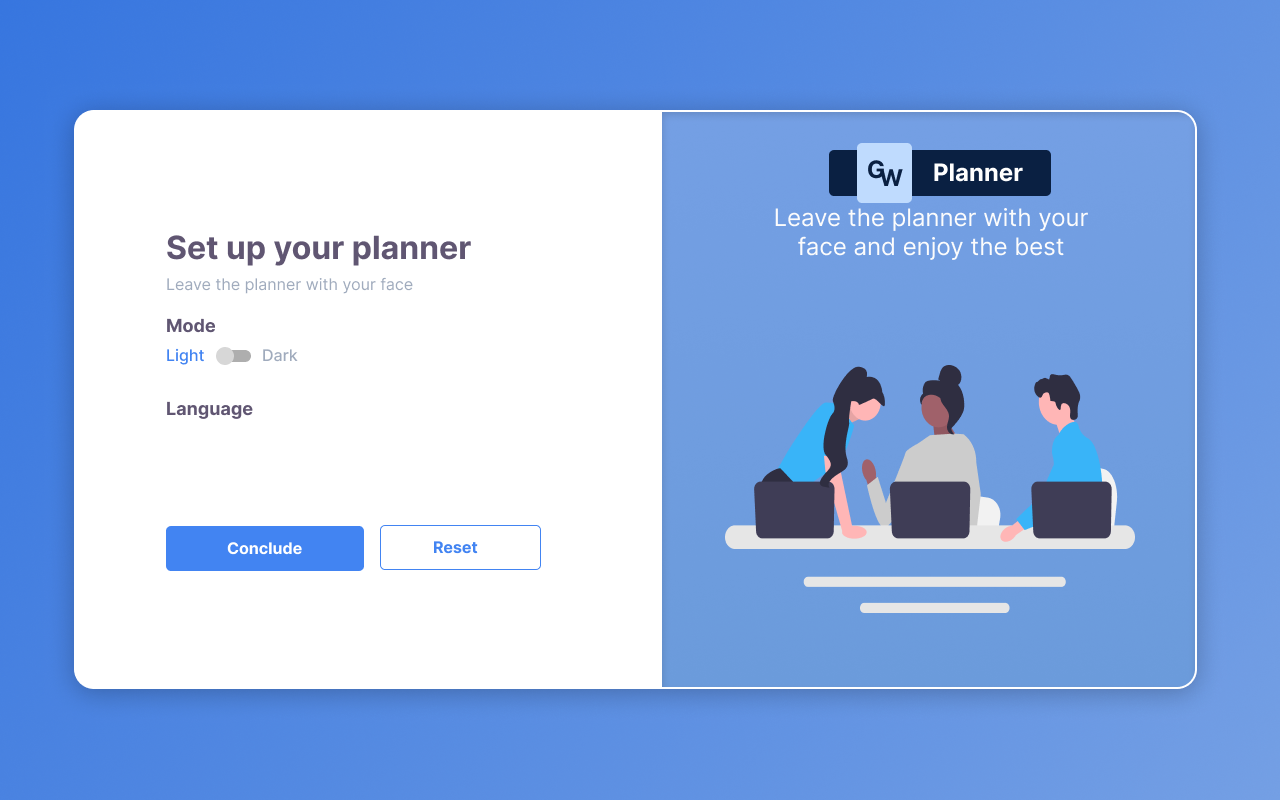 Set up your planner
Leave the planner with your face
Mode
Light Dark
Language
Conclude Reset
GW Planner
Leave the planner with your
face and enjoy the best